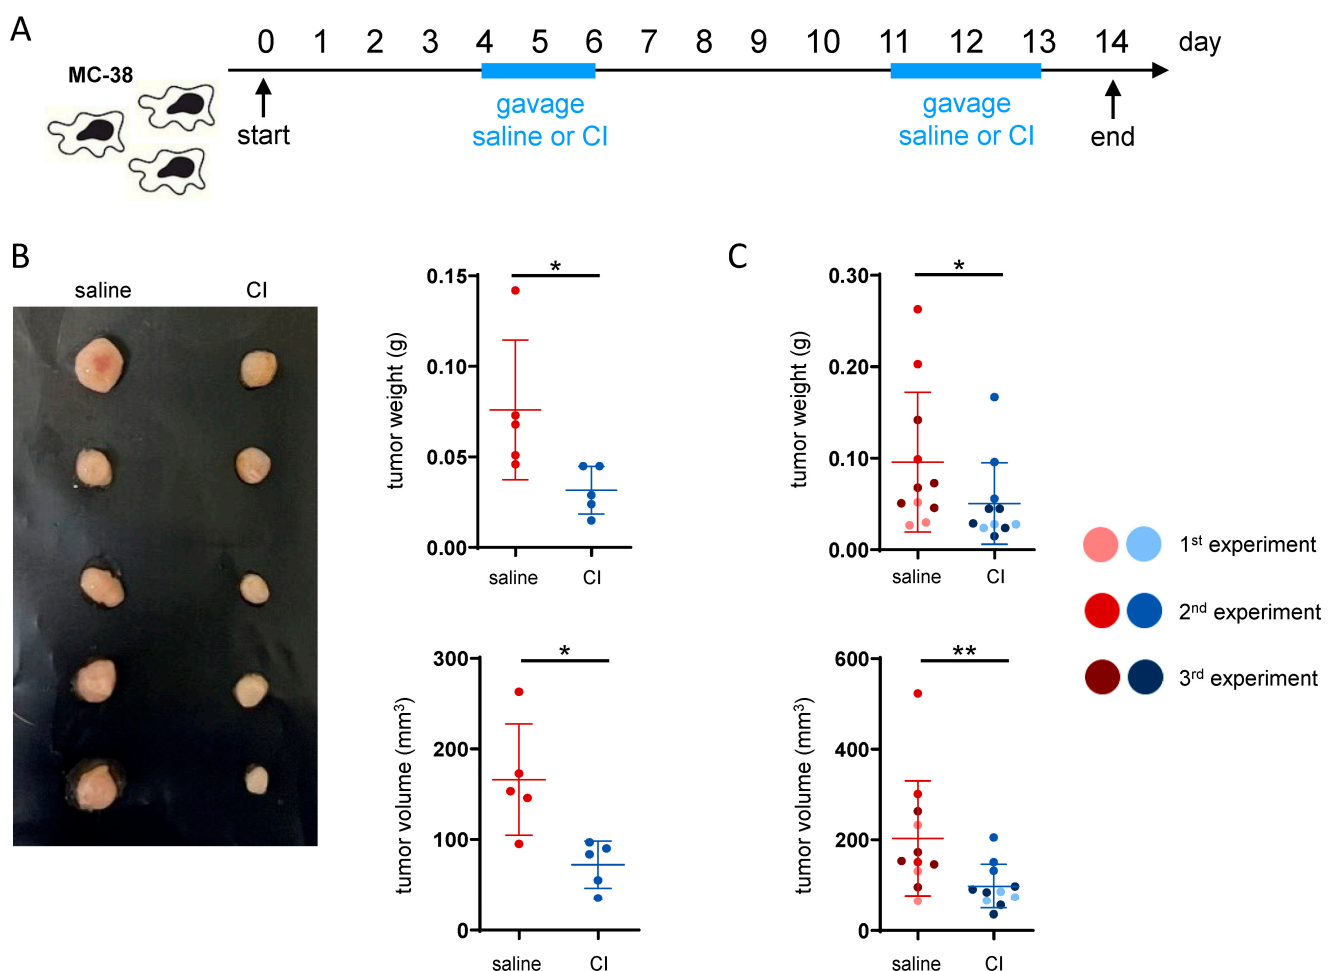 A
0 1 2 3 4 5 6 7 8 9 10 11 12 13 14 day
MC-38
start
gavage
saline or CI
gavage
saline or CI
end
B
saline CI
tumor weight (g)
0.15
0.10
0.05
0.00
*
saline CI
tumor volume (mm³)
300
200
100
0
*
saline CI
C
tumor weight (g)
0.30
0.20
0.10
0.00
*
saline CI
tumor volume (mm³)
600
400
200
0
**
saline CI
1st experiment
2nd experiment
3rd experiment